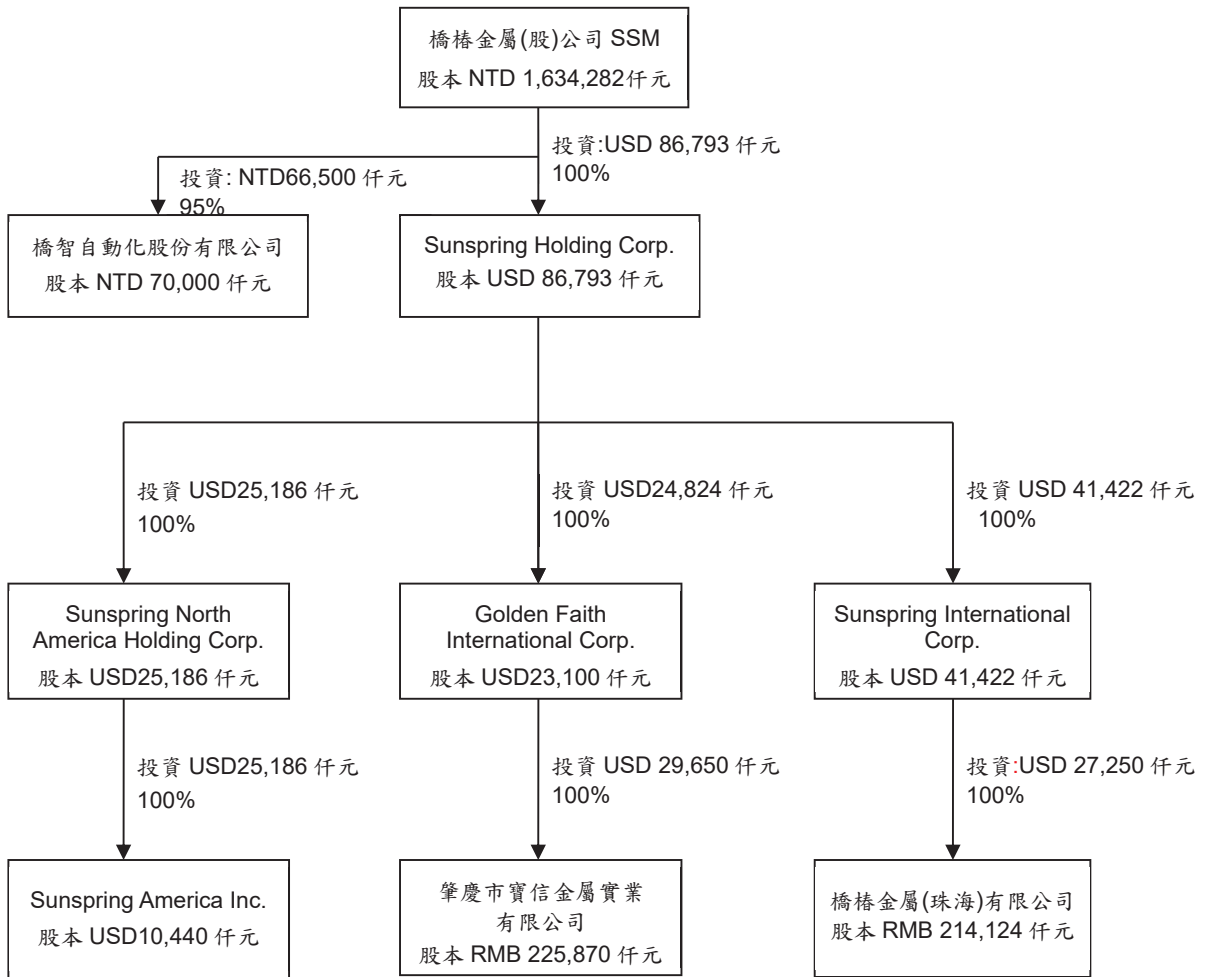 橋椿金屬(股)公司 SSM
股本 NTD 1,634,282仟元
投資:USD 86,793 仟元
100%
投資: NTD66,500 仟元
95%
橋智自動化股份有限公司
股本 NTD 70,000 仟元
Sunspring Holding Corp.
股本 USD 86,793 仟元
投資 USD25,186 仟元
100%
投資 USD24,824 仟元
100%
投資 USD 41,422 仟元
100%
Sunspring North
America Holding Corp.
股本 USD25,186 仟元
Golden Faith
International Corp.
股本 USD23,100 仟元
Sunspring International
Corp.
股本 USD 41,422 仟元
投資 USD25,186 仟元
100%
投資 USD 29,650 仟元
100%
投資:USD 27,250 仟元
100%
Sunspring America Inc.
股本 USD10,440 仟元
肇慶市寶信金屬實業
有限公司
股本 RMB 225,870 仟元
橋椿金屬(珠海)有限公司
股本 RMB 214,124 仟元